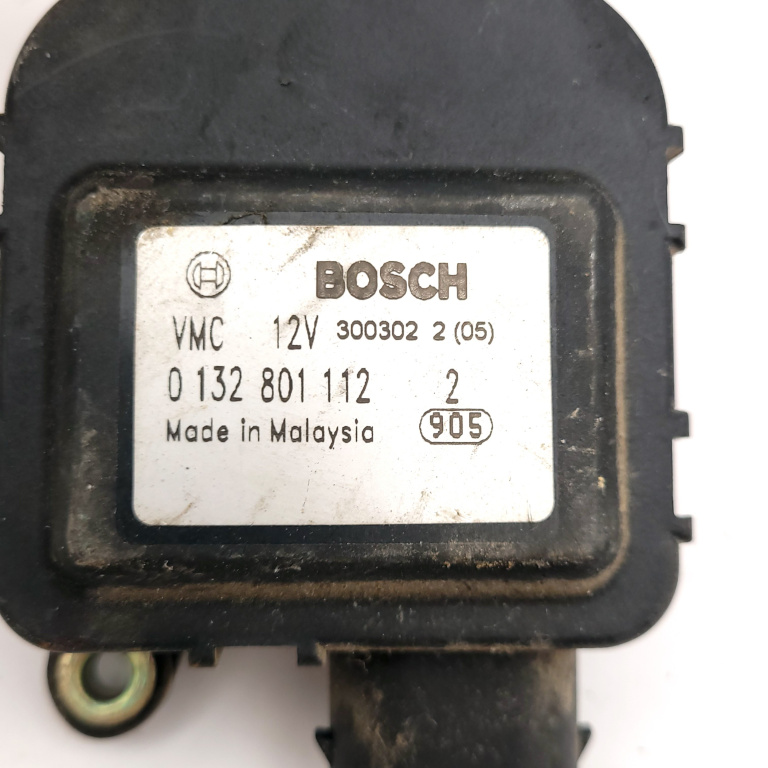 BOSCH
VMC 12V 300302 2 (05)
0 132 801 112 2
Made in Malaysia 905